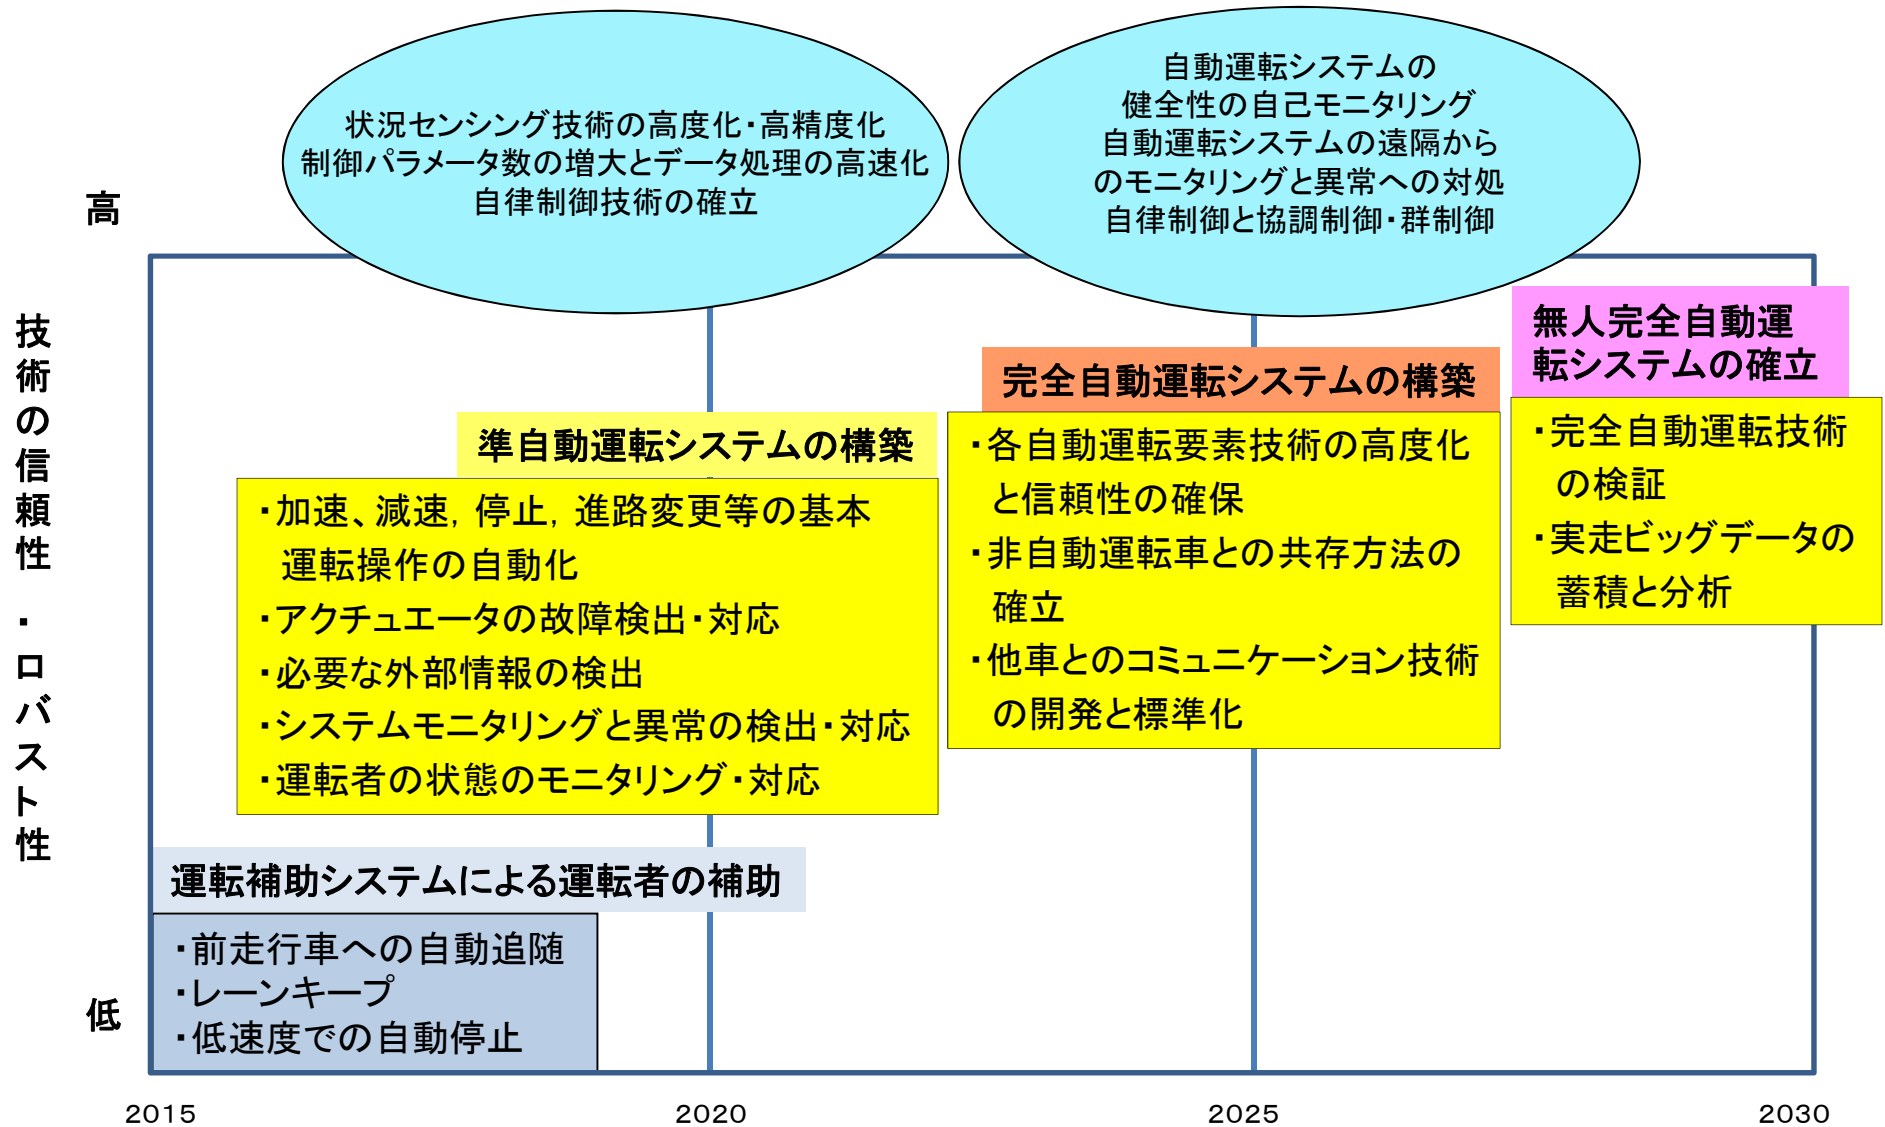 状況センシング技術の高度化・高精度化
制御パラメータ数の増大とデータ処理の高速化
自律制御技術の確立
自動運転システムの
健全性の自己モニタリング
自動運転システムの遠隔から
のモニタリングと異常への対処
自律制御と協調制御・群制御
高
技術の信頼性・ロバスト性
低
無人完全自動運
転システムの確立
・完全自動運転技術
の検証
・実走ビッグデータの
蓄積と分析
完全自動運転システムの構築
・各自動運転要素技術の高度化
と信頼性の確保
・非自動運転車との共存方法の
確立
・他車とのコミュニケーション技術
の開発と標準化
準自動運転システムの構築
・加速、減速, 停止, 進路変更等の基本
運転操作の自動化
・アクチュエータの故障検出・対応
・必要な外部情報の検出
・システムモニタリングと異常の検出・対応
・運転者の状態のモニタリング・対応
運転補助システムによる運転者の補助
・前走行車への自動追随
・レーンキープ
・低速度での自動停止
2015
2020
2025
2030